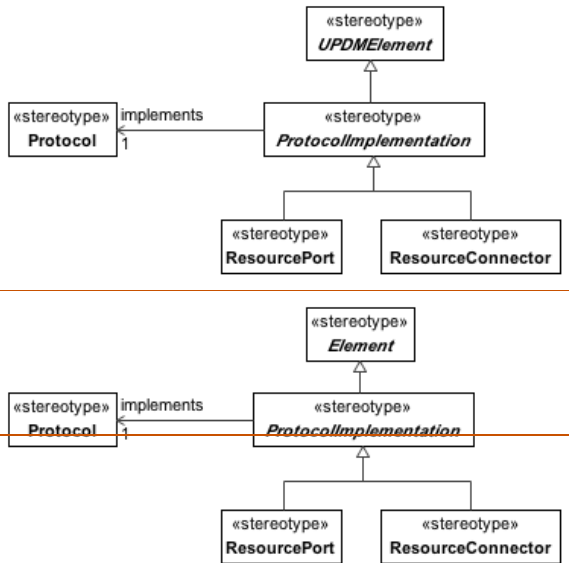 «stereotype»
UPDMElement
«stereotype» implements «stereotype»
Protocol 1 ProtocolImplementation
«stereotype» «stereotype»
ResourcePort ResourceConnector
«stereotype»
Element
«stereotype» implements «stereotype»
Protocol 1 ProtocolImplementation
«stereotype» «stereotype»
ResourcePort ResourceConnector